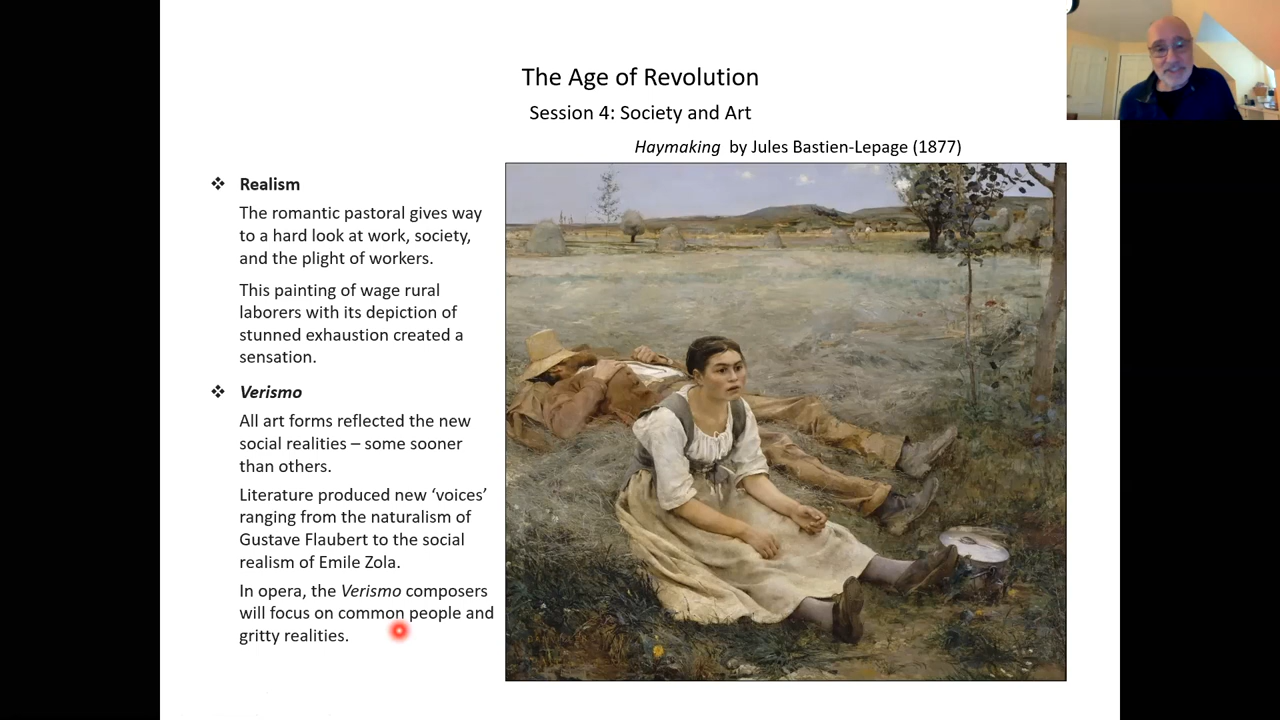 The Age of Revolution
Session 4: Society and Art
Haymaking by Jules Bastien-Lepage (1877)
❖ Realism
The romantic pastoral gives way
to a hard look at work, society,
and the plight of workers.
This painting of wage rural
laborers with its depiction of
stunned exhaustion created a
sensation.
❖ Verismo
All art forms reflected the new
social realities – some sooner
than others.
Literature produced new ‘voices’
ranging from the naturalism of
Gustave Flaubert to the social
realism of Emile Zola.
In opera, the Verismo composers
will focus on common people and
gritty realities.